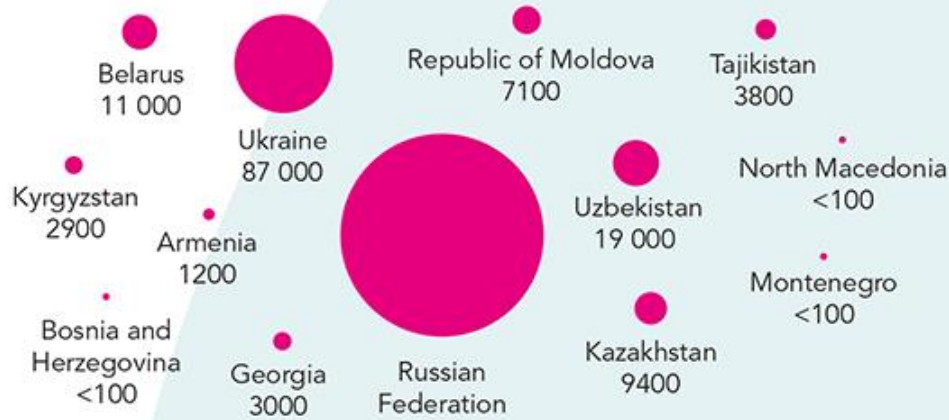 Belarus
11 000
Ukraine
87 000
Republic of Moldova
7100
Tajikistan
3800
Kyrgyzstan
2900
Armenia
1200
Uzbekistan
19 000
North Macedonia
<100
Bosnia and
Herzegovina
<100
Georgia
3000
Russian
Federation
Kazakhstan
9400
Montenegro
<100